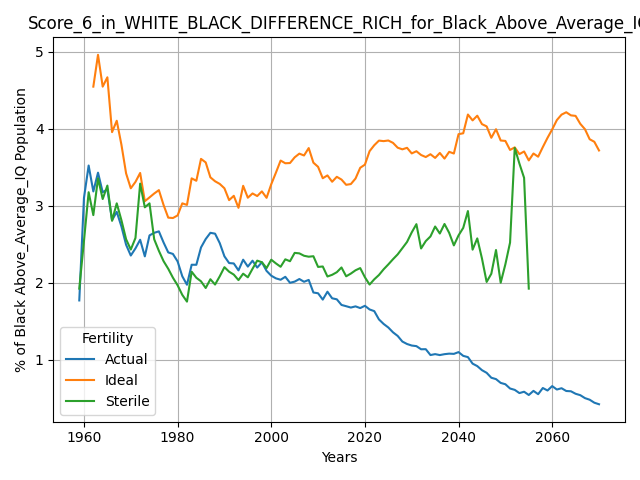 Score_6_in_WHITE_BLACK_DIFFERENCE_RICH_for_Black_Above_Average_IQ
% of Black Above_Average_IQ Population
5
4
3
2
1
Fertility
Actual
Ideal
Sterile
1960 1980 2000 2020 2040 2060
Years